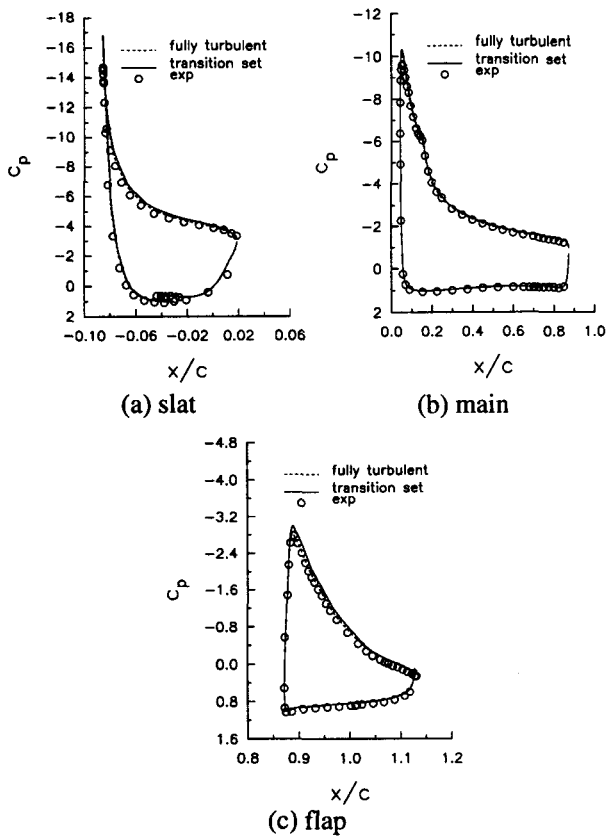 -18
-16
-14
-12
-10
-8
-6
-4
-2
0
2
Cp
fully turbulent
transition set
exp
-0.10 -0.06 -0.02 0.02 0.06
x/c
(a) slat
-12
-10
-8
-6
-4
-2
0
2
Cp
fully turbulent
transition set
exp
0.0 0.2 0.4 0.6 0.8 1.0
x/c
(b) main
-4.8
-4.0
-3.2
-2.4
-1.6
-0.8
0.0
0.8
1.6
Cp
fully turbulent
transition set
exp
0.8 0.9 1.0 1.1 1.2
x/c
(c) flap